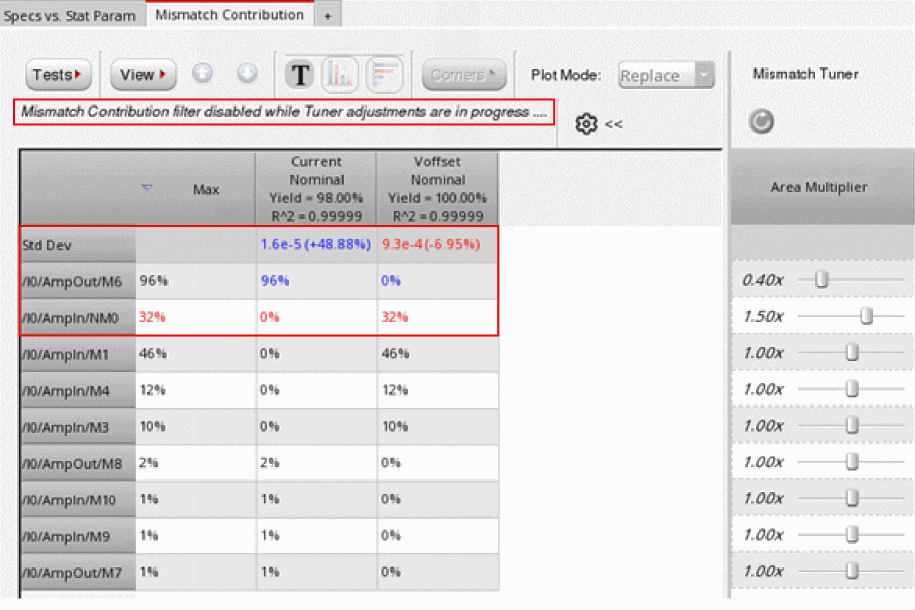 Specs vs. Stat Param Mismatch Contribution +
Tests View T Corners Plot Mode: Replace Mismatch Tuner
Mismatch Contribution filter disabled while Tuner adjustments are in progress ....
<<
Max
Current
Nominal
Yield = 98.00%
R^2 = 0.99999
Voffset
Nominal
Yield = 100.00%
R^2 = 0.99999
Area Multiplier
Std Dev 1.6e-5 (+48.88%) 9.3e-4 (-6.95%)
/I0/AmpOut/M6 96% 96% 0% 0.40x
/I0/AmpIn/NM0 32% 0% 32% 1.50x
/I0/AmpIn/M1 46% 0% 46% 1.00x
/I0/AmpIn/M4 12% 0% 12% 1.00x
/I0/AmpIn/M3 10% 0% 10% 1.00x
/I0/AmpOut/M8 2% 2% 0% 1.00x
/I0/AmpIn/M10 1% 1% 0% 1.00x
/I0/AmpIn/M9 1% 1% 0% 1.00x
/I0/AmpOut/M7 1% 1% 0% 1.00x